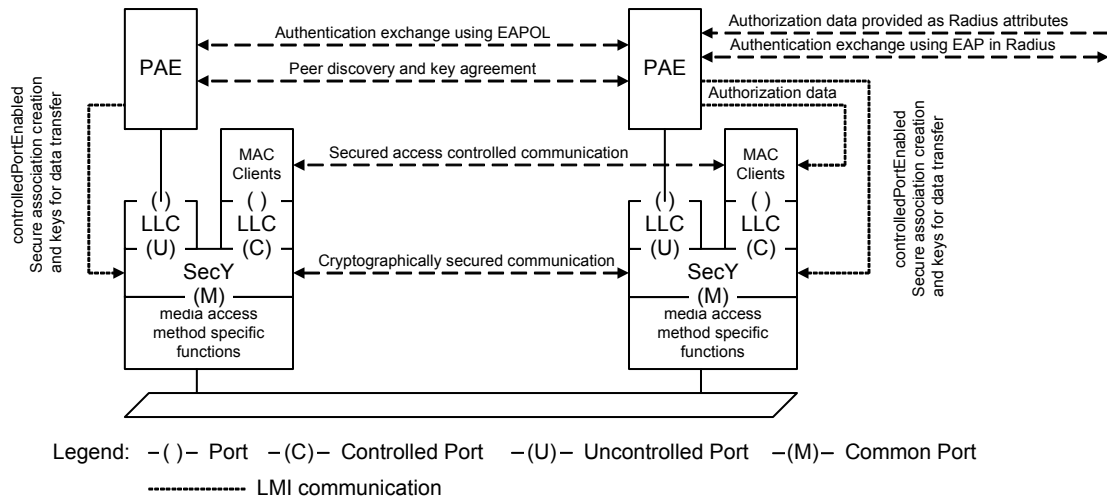 Authorization data provided as Radius attributes
Authentication exchange using EAPOL
Authentication exchange using EAP in Radius
PAE
PAE
Peer discovery and key agreement
Authorization data
controlledPortEnabled
Secure association creation
and keys for data transfer
MAC
Clients
Secured access controlled communication
MAC
Clients
controlledPortEnabled
Secure association creation
and keys for data transfer
( )
( )
( )
( )
LLC
LLC
LLC
LLC
(U)
(C)
(U)
(C)
SecY
Cryptographically secured communication
SecY
(M)
(M)
media access
method specific
functions
media access
method specific
functions
Legend: –( )– Port –(C)– Controlled Port –(U)– Uncontrolled Port –(M)– Common Port
LMI communication